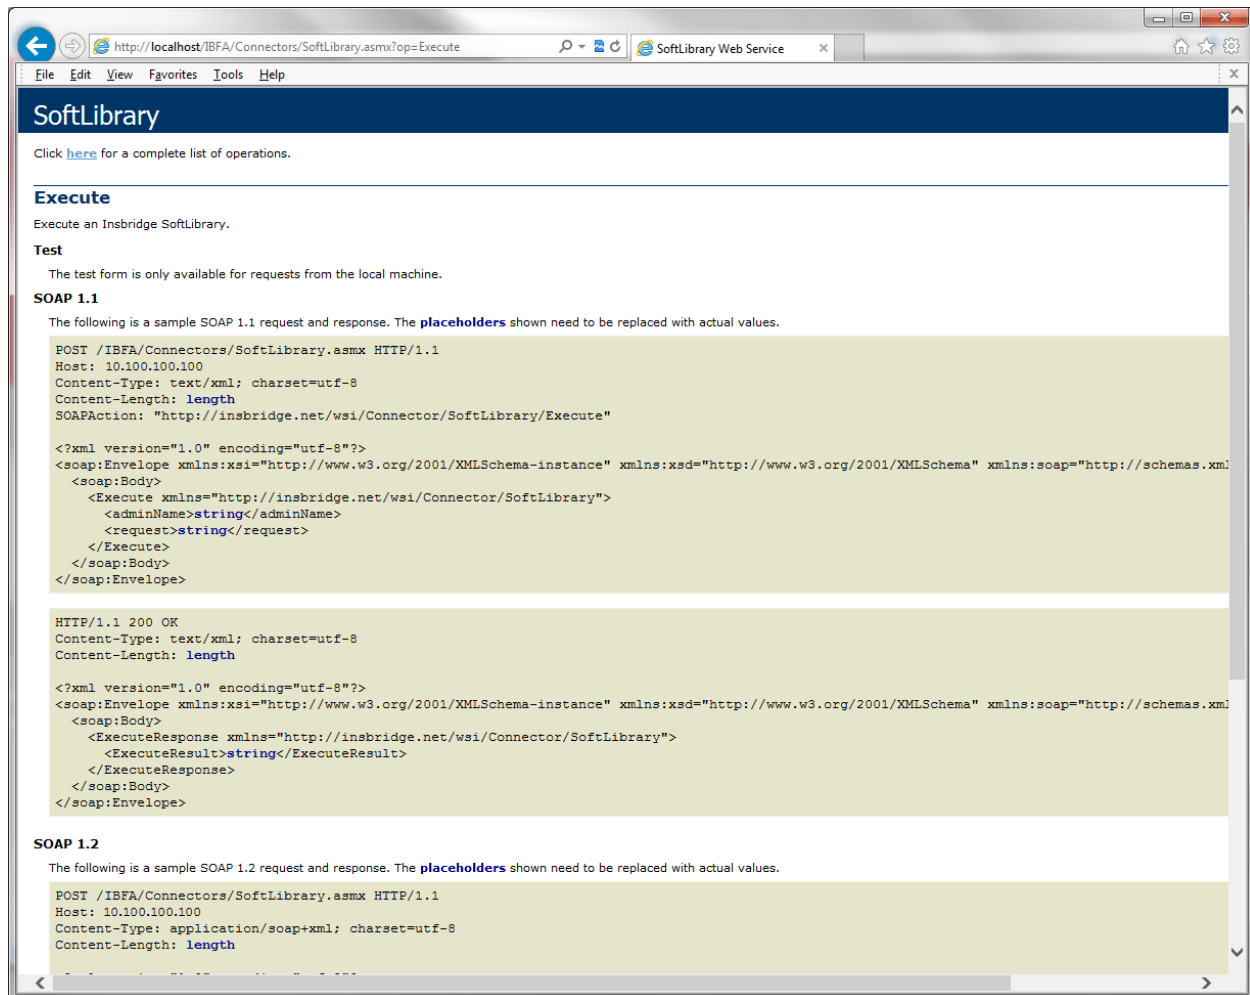 http://localhost/IBFA/Connectors/SoftLibrary.asmx?op=Execute
SoftLibrary Web Service
File Edit View Favorites Tools Help
SoftLibrary
Click here for a complete list of operations.
Execute
Execute an Insbridge SoftLibrary.
Test
The test form is only available for requests from the local machine.
SOAP 1.1
The following is a sample SOAP 1.1 request and response. The placeholders shown need to be replaced with actual values.
POST /IBFA/Connectors/SoftLibrary.asmx HTTP/1.1
Host: 10.100.100.100
Content-Type: text/xml; charset=utf-8
Content-Length: length
SOAPAction: "http://insbridge.net/wsi/Connector/SoftLibrary/Execute"
<?xml version="1.0" encoding="utf-8"?>
<soap:Envelope xmlns:xsi="http://www.w3.org/2001/XMLSchema-instance" xmlns:xsd="http://www.w3.org/2001/XMLSchema" xmlns:soap="http://schemas.xml
<soap:Body>
<Execute xmlns="http://insbridge.net/wsi/Connector/SoftLibrary">
<adminName>string</adminName>
<request>string</request>
</Execute>
</soap:Body>
</soap:Envelope>
HTTP/1.1 200 OK
Content-Type: text/xml; charset=utf-8
Content-Length: length
<?xml version="1.0" encoding="utf-8"?>
<soap:Envelope xmlns:xsi="http://www.w3.org/2001/XMLSchema-instance" xmlns:xsd="http://www.w3.org/2001/XMLSchema" xmlns:soap="http://schemas.xml
<soap:Body>
<ExecuteResponse xmlns="http://insbridge.net/wsi/Connector/SoftLibrary">
<ExecuteResult>string</ExecuteResult>
</ExecuteResponse>
</soap:Body>
</soap:Envelope>
SOAP 1.2
The following is a sample SOAP 1.2 request and response. The placeholders shown need to be replaced with actual values.
POST /IBFA/Connectors/SoftLibrary.asmx HTTP/1.1
Host: 10.100.100.100
Content-Type: application/soap+xml; charset=utf-8
Content-Length: length